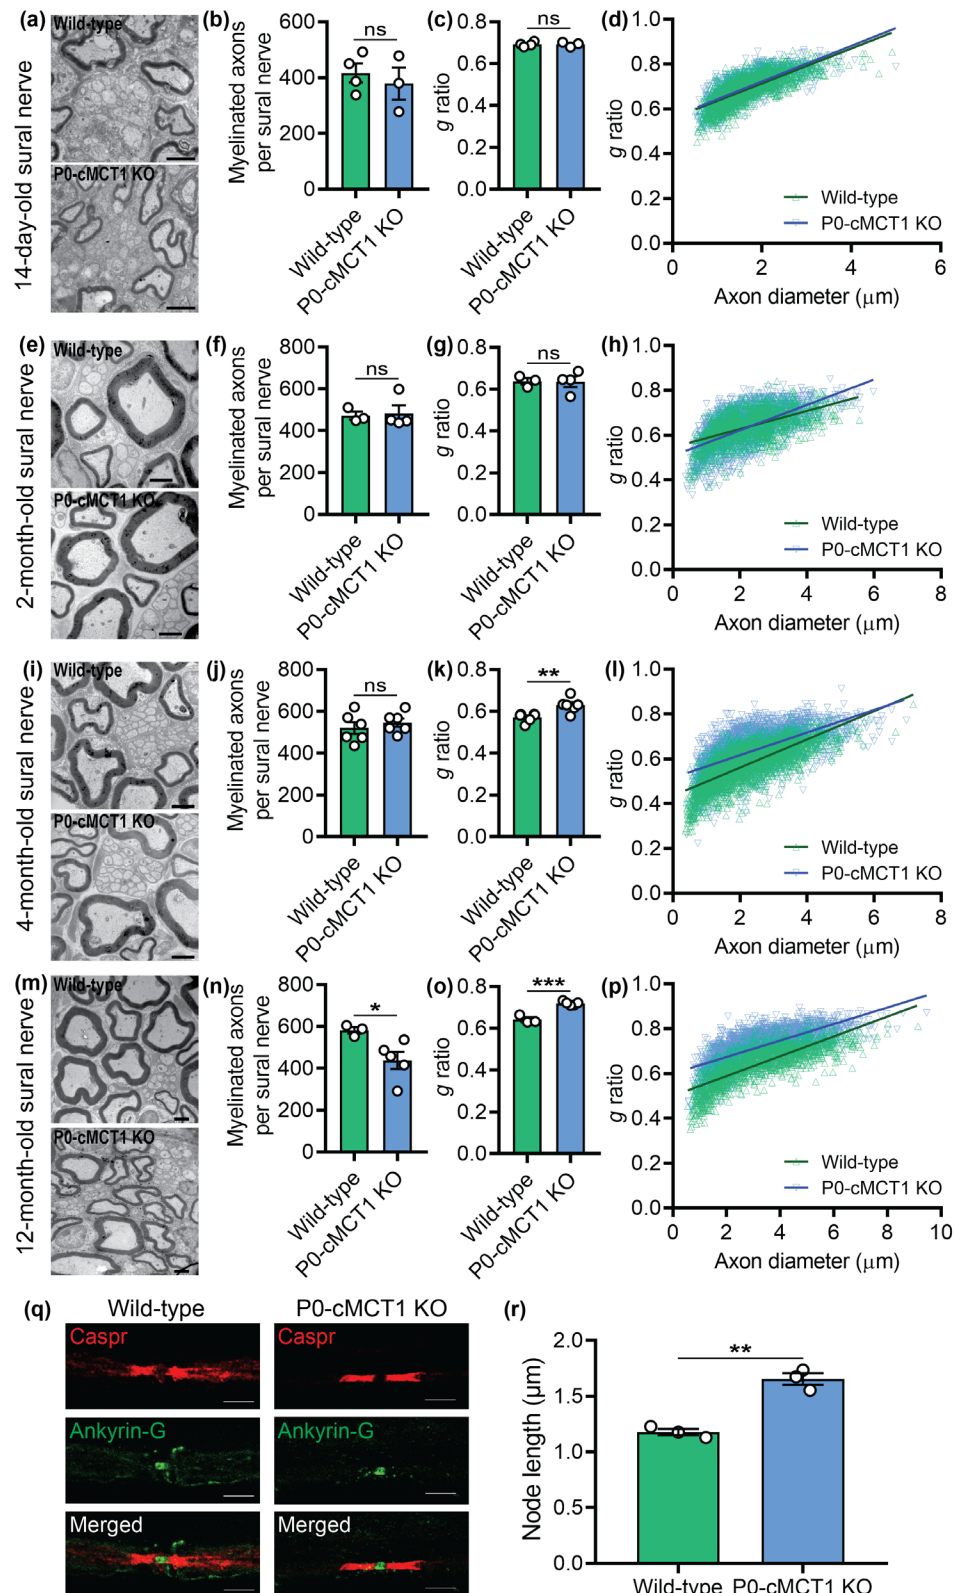 (a)
Wild-type
P0-cMCT1 KO
14-day-old sural nerve
(b)
Myelinated axons
per sural nerve
600
400
200
0
ns
Wild-type
P0-cMCT1 KO
(c)
g ratio
0.8
0.6
0.4
0.2
0.0
ns
Wild-type
P0-cMCT1 KO
(d)
g ratio
1.0
0.8
0.6
0.4
0.2
0.0
Wild-type
P0-cMCT1 KO
0 2 4 6
Axon diameter (μm)
(e)
Wild-type
P0-cMCT1 KO
2-month-old sural nerve
(f)
Myelinated axons
per sural nerve
800
600
400
200
0
ns
Wild-type
P0-cMCT1 KO
(g)
g ratio
0.8
0.6
0.4
0.2
0.0
ns
Wild-type
P0-cMCT1 KO
(h)
g ratio
1.0
0.8
0.6
0.4
0.2
0.0
Wild-type
P0-cMCT1 KO
0 2 4 6 8
Axon diameter (μm)
(i)
Wild-type
P0-cMCT1 KO
4-month-old sural nerve
(j)
Myelinated axons
per sural nerve
800
600
400
200
0
ns
Wild-type
P0-cMCT1 KO
(k)
g ratio
0.8
0.6
0.4
0.2
0.0
**
Wild-type
P0-cMCT1 KO
(l)
g ratio
1.0
0.8
0.6
0.4
0.2
0.0
Wild-type
P0-cMCT1 KO
0 2 4 6 8
Axon diameter (μm)
(m)
Wild-type
P0-cMCT1 KO
12-month-old sural nerve
(n)
Myelinated axons
per sural nerve
800
600
400
200
0
*
Wild-type
P0-cMCT1 KO
(o)
g ratio
0.8
0.6
0.4
0.2
0.0
***
Wild-type
P0-cMCT1 KO
(p)
g ratio
1.0
0.8
0.6
0.4
0.2
0.0
Wild-type
P0-cMCT1 KO
0 2 4 6 8 10
Axon diameter (μm)
(q)
Wild-type P0-cMCT1 KO
Caspr Caspr
Ankyrin-G Ankyrin-G
Merged Merged
(r)
Node length (μm)
2.0
1.5
1.0
0.5
0.0
**
Wild-type P0-cMCT1 KO